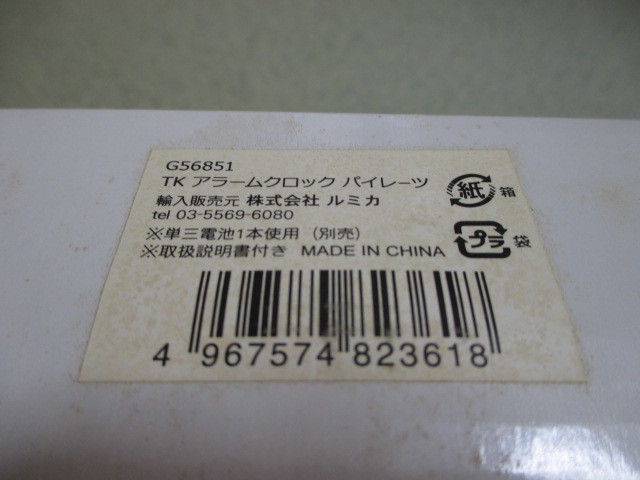 G56851
TK アラームクロック パイレーツ
輸入販売元 株式会社 ルミカ
tel 03-5569-6080
※単三電池1本使用（別売）
※取扱説明書付き MADE IN CHINA
紙 箱
プラ 袋
4 967574 823618